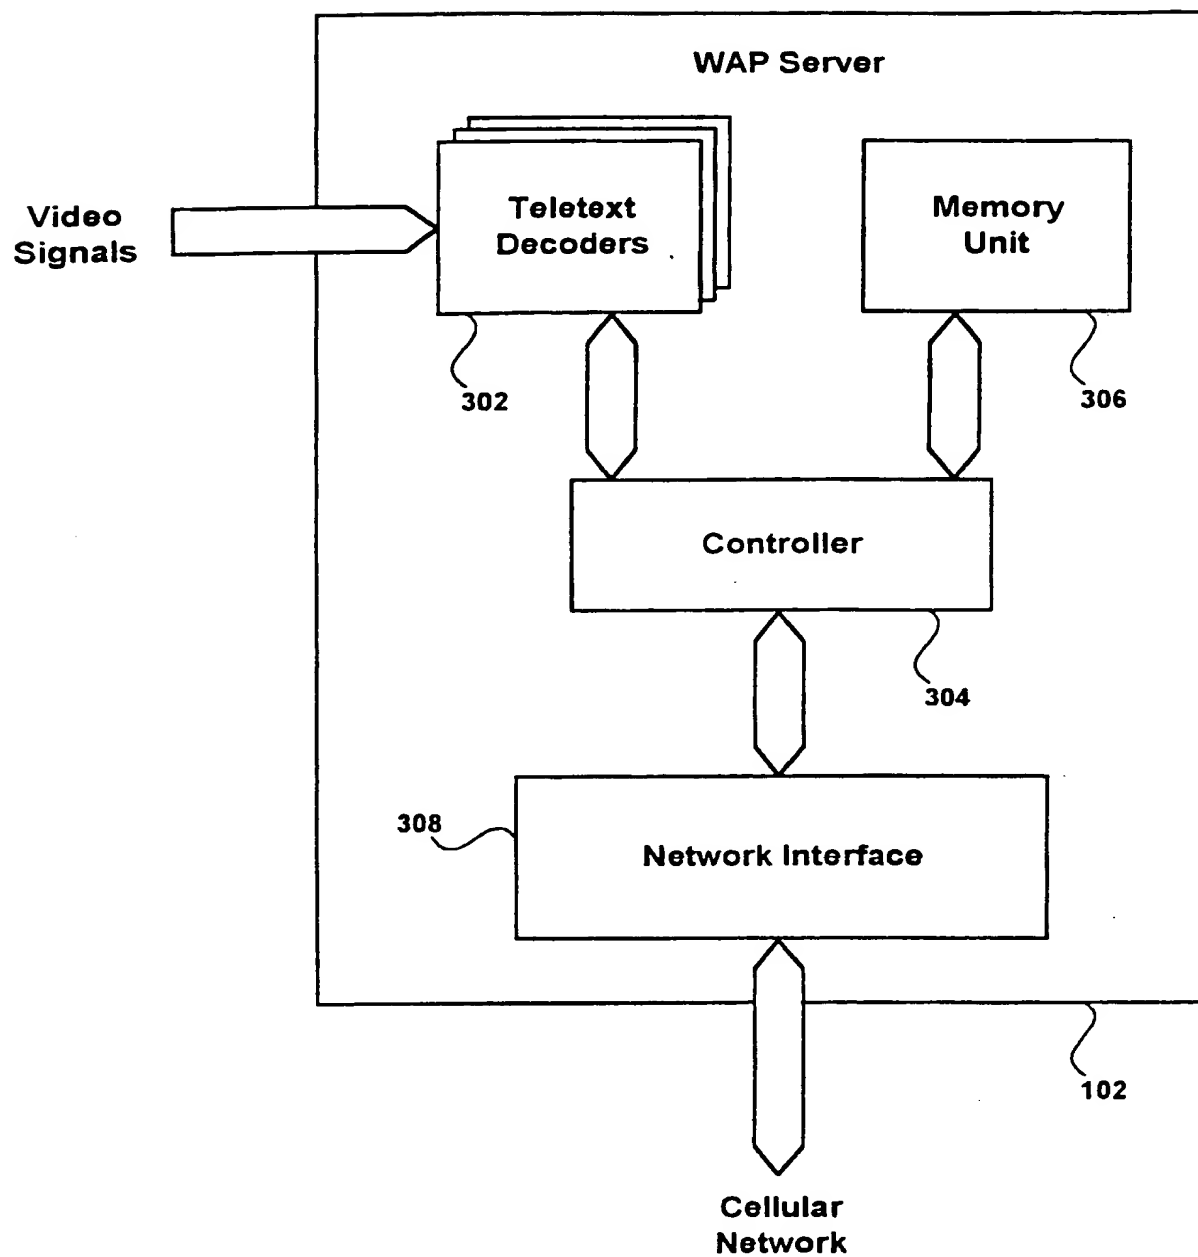 WAP Server
Video
Signals
Teletext
Decoders
Memory
Unit
302
306
Controller
304
308
Network Interface
102
Cellular
Network